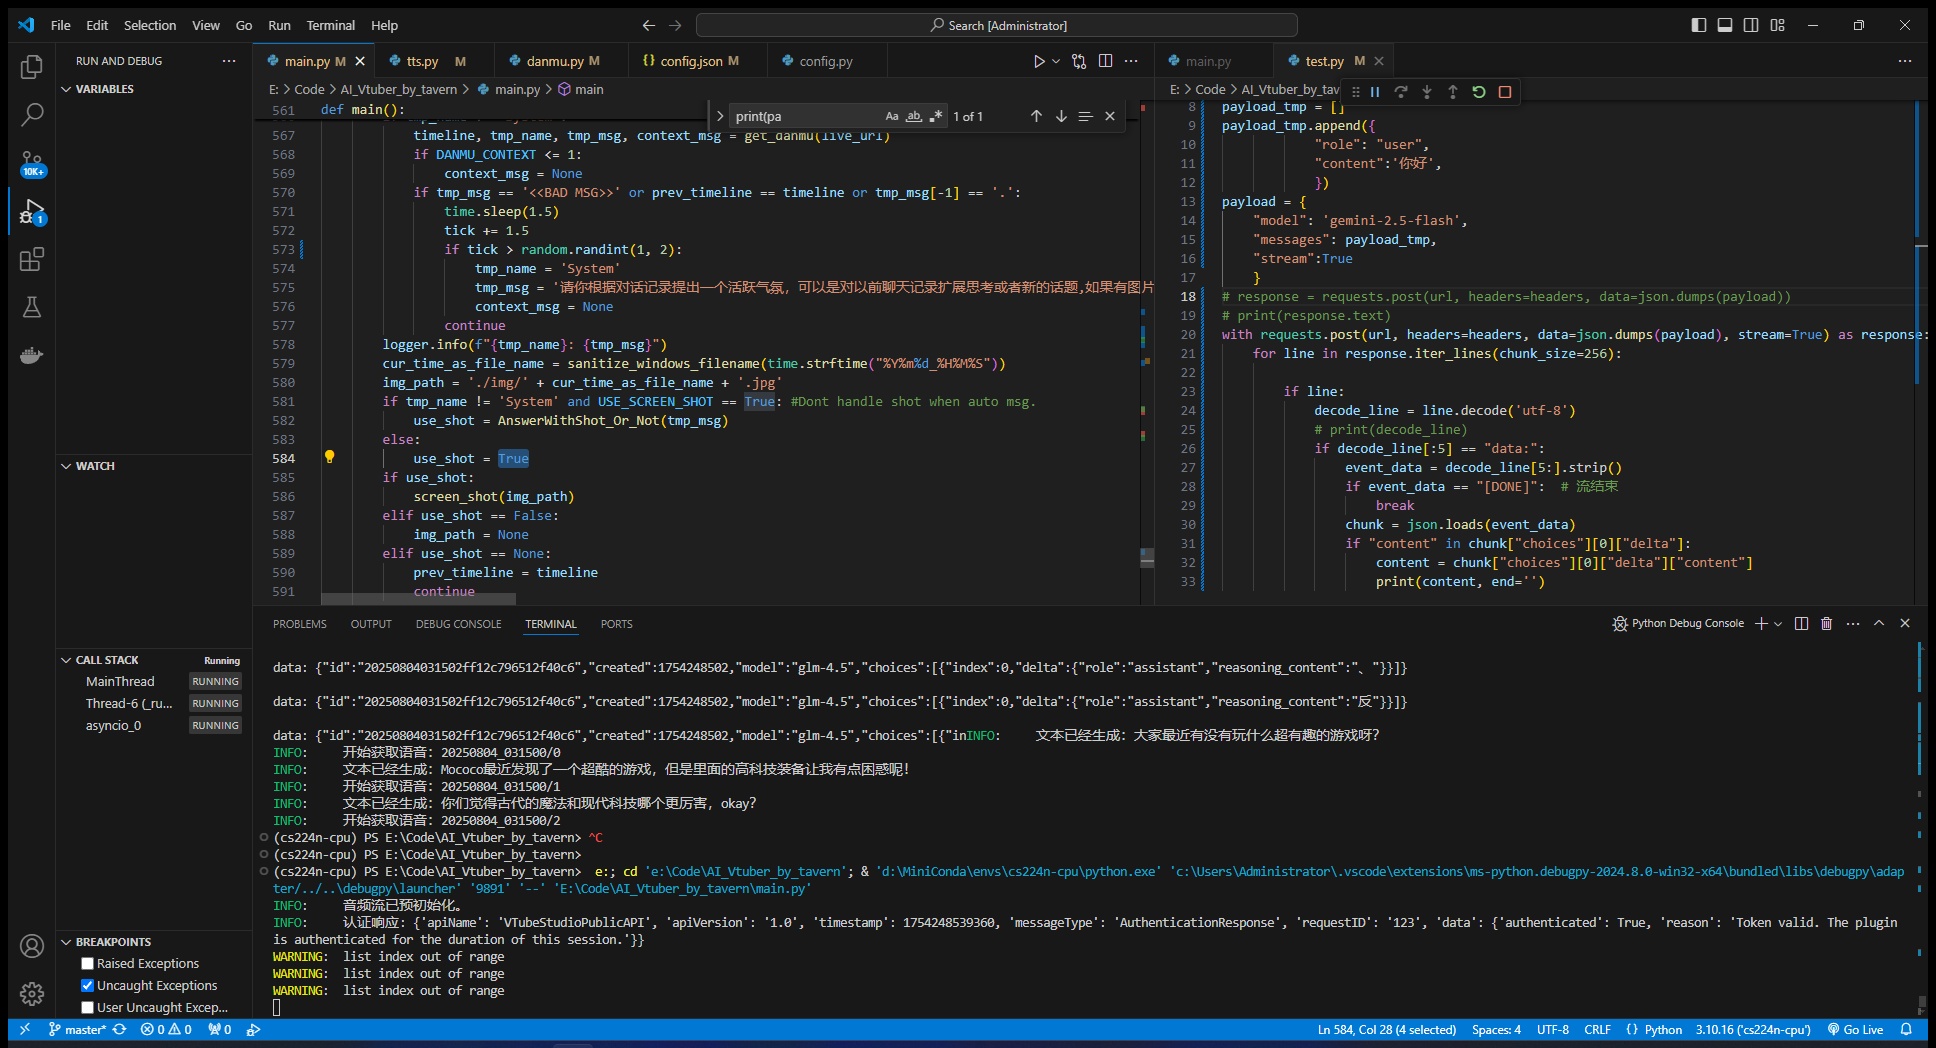 File Edit Selection View Go Run Terminal Help
Search [Administrator]
RUN AND DEBUG
VARIABLES
WATCH
CALL STACK Running
MainThread RUNNING
Thread-6 (_ru... RUNNING
asyncio_0 RUNNING
BREAKPOINTS
Raised Exceptions
Uncaught Exceptions
User Uncaught Excep...
10K+
1
main.py M
tts.py M
danmu.py M
{} config.json M
config.py
E: > Code > AI_Vtuber_by_tavern > main.py > main
print(pa
Aa ab .* 1 of 1
561 def main():
567 timeline, tmp_name, tmp_msg, context_msg = get_danmu(live_url)
568 if DANMU_CONTEXT <= 1:
569 context_msg = None
570 if tmp_msg == '<<BAD MSG>>' or prev_timeline == timeline or tmp_msg[-1] == '.':
571 time.sleep(1.5)
572 tick += 1.5
573 if tick > random.randint(1, 2):
574 tmp_name = 'System'
575 tmp_msg = '请你根据对话记录提出一个活跃气氛，可以是对以前聊天记录扩展思考或者新的话题,如果有图片
576 context_msg = None
577 continue
578 logger.info(f"{tmp_name}: {tmp_msg}")
579 cur_time_as_file_name = sanitize_windows_filename(time.strftime("%Y%m%d_%H%M%S"))
580 img_path = './img/' + cur_time_as_file_name + '.jpg'
581 if tmp_name != 'System' and USE_SCREEN_SHOT == True: #Dont handle shot when auto msg.
582 use_shot = AnswerWithShot_Or_Not(tmp_msg)
583 else:
584 use_shot = True
585 if use_shot:
586 screen_shot(img_path)
587 elif use_shot == False:
588 img_path = None
589 elif use_shot == None:
590 prev_timeline = timeline
591 continue
main.py
test.py M
E: > Code > AI_Vtuber_by_tav
8 payload_tmp = []
9 payload_tmp.append({
10 "role": "user",
11 "content":'你好',
12 })
13 payload = {
14 "model": 'gemini-2.5-flash',
15 "messages": payload_tmp,
16 "stream":True
17 }
18 # response = requests.post(url, headers=headers, data=json.dumps(payload))
19 # print(response.text)
20 with requests.post(url, headers=headers, data=json.dumps(payload), stream=True) as response:
21 for line in response.iter_lines(chunk_size=256):
22
23 if line:
24 decode_line = line.decode('utf-8')
25 # print(decode_line)
26 if decode_line[:5] == "data:":
27 event_data = decode_line[5:].strip()
28 if event_data == "[DONE]": # 流结束
29 break
30 chunk = json.loads(event_data)
31 if "content" in chunk["choices"][0]["delta"]:
32 content = chunk["choices"][0]["delta"]["content"]
33 print(content, end='')
PROBLEMS OUTPUT DEBUG CONSOLE TERMINAL PORTS
Python Debug Console
data: {"id":"20250804031502ff12c796512f40c6","created":1754248502,"model":"glm-4.5","choices":[{"index":0,"delta":{"role":"assistant","reasoning_content":"、"}}]}
data: {"id":"20250804031502ff12c796512f40c6","created":1754248502,"model":"glm-4.5","choices":[{"index":0,"delta":{"role":"assistant","reasoning_content":"反"}}]}
data: {"id":"20250804031502ff12c796512f40c6","created":1754248502,"model":"glm-4.5","choices":[{"inINFO: 文本已经生成：大家最近有没有玩什么超有趣的游戏呀？
INFO: 开始获取语音：20250804_031500/0
INFO: 文本已经生成：Mococo最近发现了一个超酷的游戏，但是里面的高科技装备让我有点困惑呢！
INFO: 开始获取语音：20250804_031500/1
INFO: 文本已经生成：你们觉得古代的魔法和现代科技哪个更厉害，okay？
INFO: 开始获取语音：20250804_031500/2
(cs224n-cpu) PS E:\Code\AI_Vtuber_by_tavern> ^C
(cs224n-cpu) PS E:\Code\AI_Vtuber_by_tavern>
(cs224n-cpu) PS E:\Code\AI_Vtuber_by_tavern> e:; cd 'e:\Code\AI_Vtuber_by_tavern'; & 'd:\MiniConda\envs\cs224n-cpu\python.exe' 'c:\Users\Administrator\.vscode\extensions\ms-python.debugpy-2024.8.0-win32-x64\bundled\libs\debugpy\adap
ter/../..\debugpy\launcher' '9891' '--' 'E:\Code\AI_Vtuber_by_tavern\main.py'
INFO: 音频流已预初始化。
INFO: 认证响应：{'apiName': 'VTubeStudioPublicAPI', 'apiVersion': '1.0', 'timestamp': 1754248539360, 'messageType': 'AuthenticationResponse', 'requestID': '123', 'data': {'authenticated': True, 'reason': 'Token valid. The plugin
is authenticated for the duration of this session.'}}
WARNING: list index out of range
WARNING: list index out of range
WARNING: list index out of range
master* 0 0 0
Ln 584, Col 28 (4 selected) Spaces: 4 UTF-8 CRLF {} Python 3.10.16 ('cs224n-cpu') Go Live